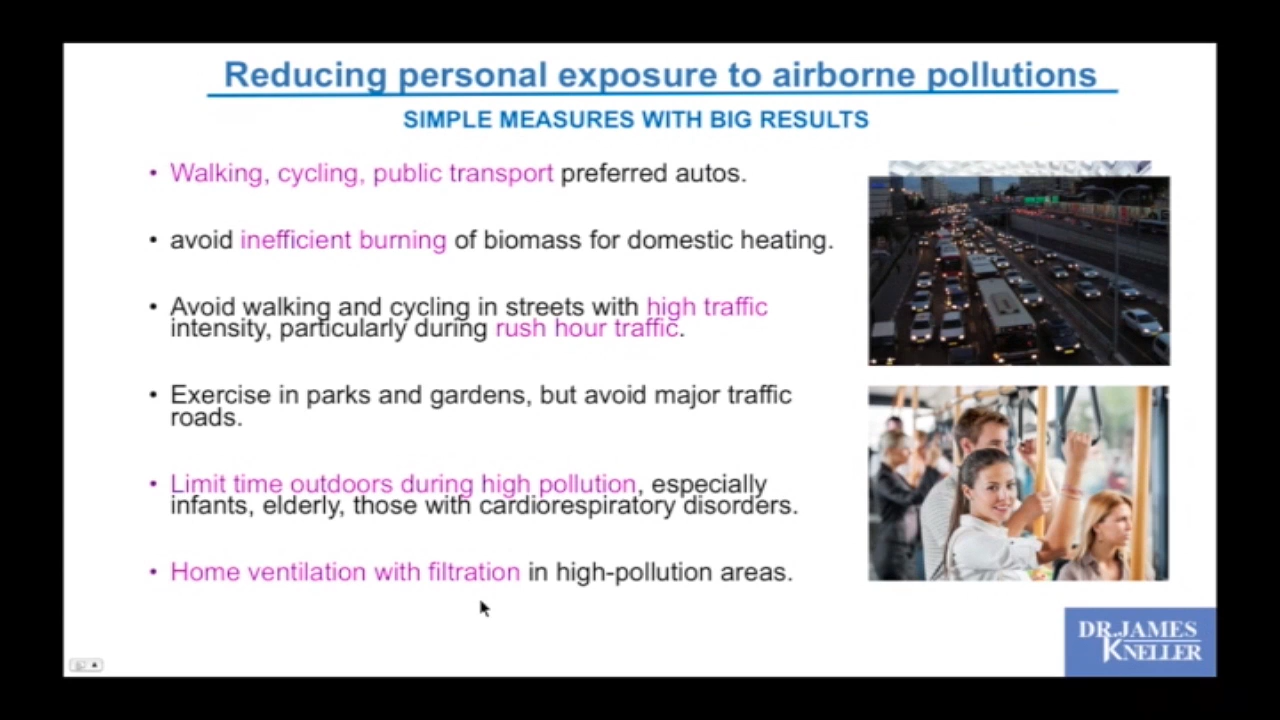 Reducing personal exposure to airborne pollutions
SIMPLE MEASURES WITH BIG RESULTS
• Walking, cycling, public transport preferred autos.
• avoid inefficient burning of biomass for domestic heating.
• Avoid walking and cycling in streets with high traffic
intensity, particularly during rush hour traffic.
• Exercise in parks and gardens, but avoid major traffic
roads.
• Limit time outdoors during high pollution, especially
infants, elderly, those with cardiorespiratory disorders.
• Home ventilation with filtration in high-pollution areas.
DR.JAMES
KNELLER